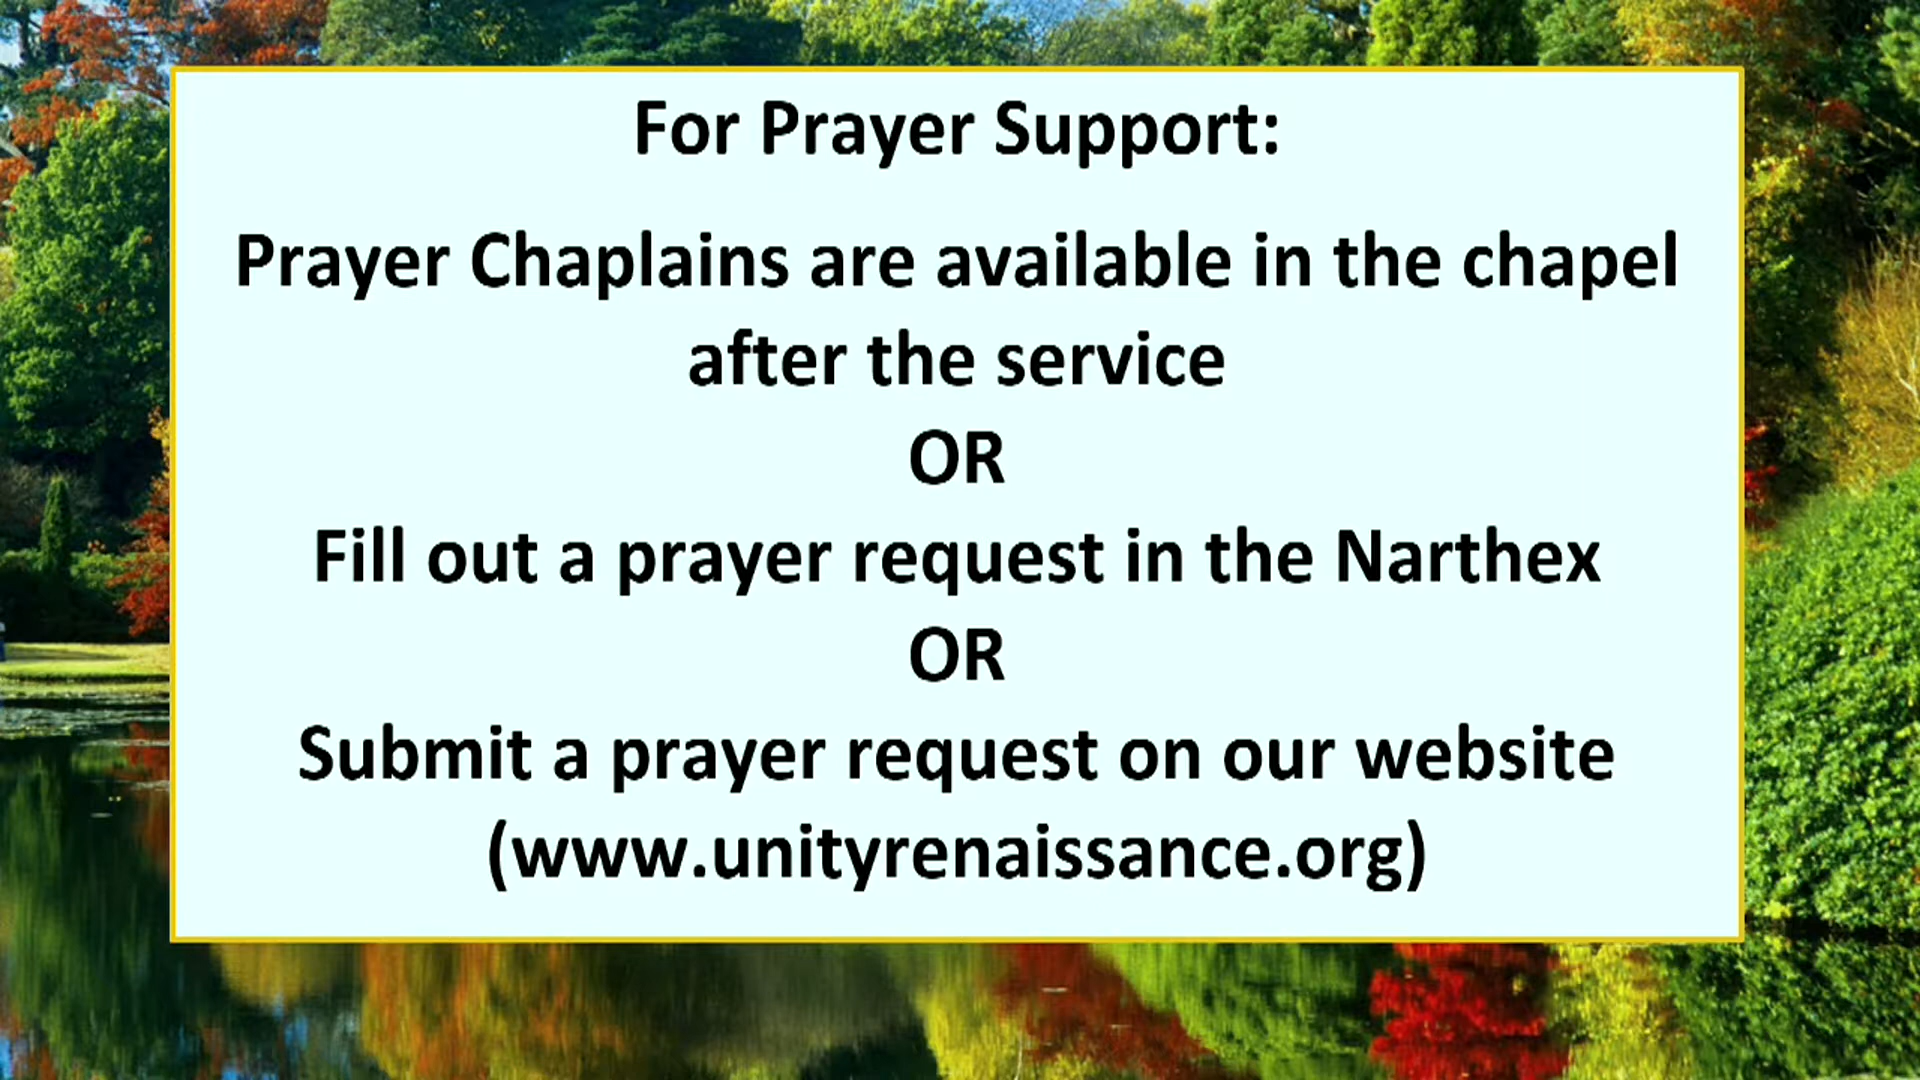 For Prayer Support:
Prayer Chaplains are available in the chapel
after the service
OR
Fill out a prayer request in the Narthex
OR
Submit a prayer request on our website
(www.unityrenaissance.org)